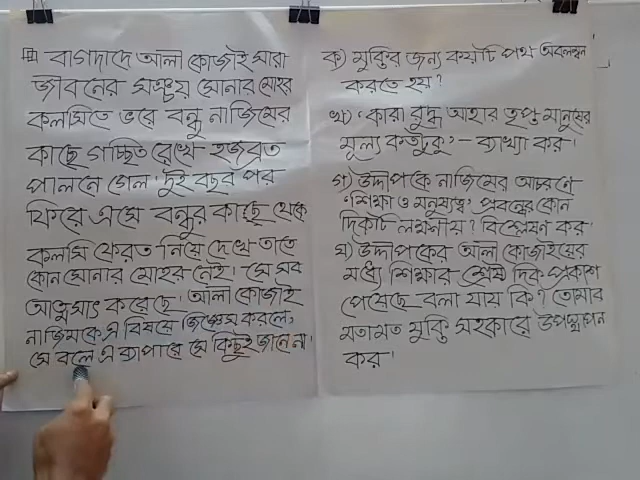 বাগদাদে আলী কোজাই সারা
জীবনের সঞ্চয় সোনার মোহর
কলসিতে ভরে বন্ধু নাজিমের
কাছে গচ্ছিত রেখে হজব্রত
পালনে গেল। দুই বছর পর
ফিরে এসে বন্ধুর কাছে থেকে
কলসি ফেরত নিয়ে দেখে তাতে
কোন সোনার মোহর নেই। সে সব
আত্মসাৎ করেছে। আলী কোজাই
নাজিমকে এ বিষয়ে জিজ্ঞেস করলে,
সে বলে এ ব্যাপারে সে কিছুই জানে না।
ক) মুক্তির জন্য কয়টি পথ অবলম্বন
করতে হয়?
খ) 'কারা রুদ্ধ আহার তৃপ্ত মানুষের
মূল্য কতটুকু' - ব্যাখ্যা কর।
গ) উদ্দীপকে নাজিমের আচরণে
'শিক্ষা ও মনুষ্যত্ব' প্রবন্ধের কোন
দিকটি লক্ষণীয়? বিশ্লেষণ কর।
ঘ) উদ্দীপকের আলী কোজাইয়ের
মধ্যে শিক্ষার শ্রেষ্ঠ দিক প্রকাশ
পেয়েছে বলা যায় কি? তোমার
মতামত যুক্তি সহকারে উপস্থাপন
কর।